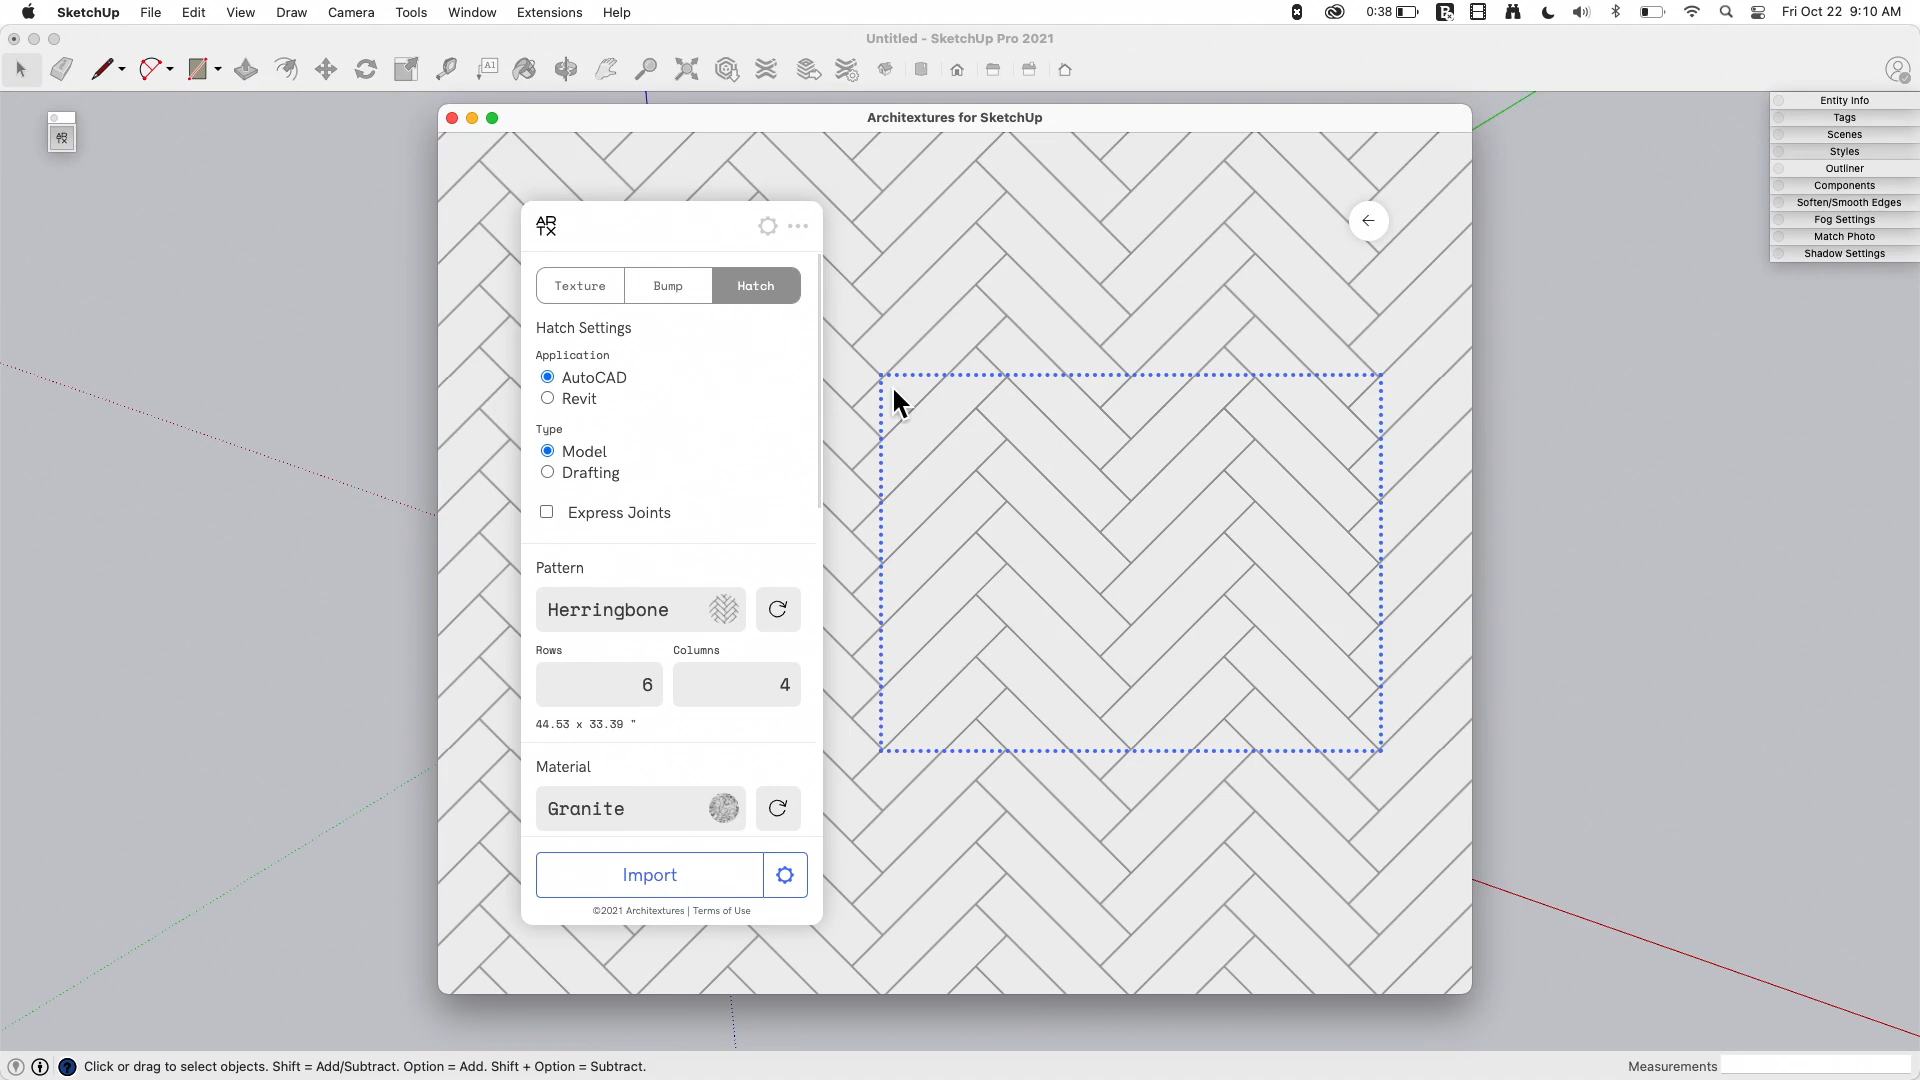 SketchUp File Edit View Draw Camera Tools Window Extensions Help 0:38 Fri Oct 22 9:10 AM
Untitled - SketchUp Pro 2021
A1
Architextures for SketchUp
Entity Info
Tags
Scenes
Styles
Outliner
Components
Soften/Smooth Edges
Fog Settings
Match Photo
Shadow Settings
AR
TX
AR
TX
Texture Bump Hatch
Hatch Settings
Application
AutoCAD
Revit
Type
Model
Drafting
Express Joints
Pattern
Herringbone
Rows Columns
6 4
44.53 x 33.39 "
Material
Granite
Import
©2021 Architextures | Terms of Use
Click or drag to select objects. Shift = Add/Subtract. Option = Add. Shift + Option = Subtract.
Measurements